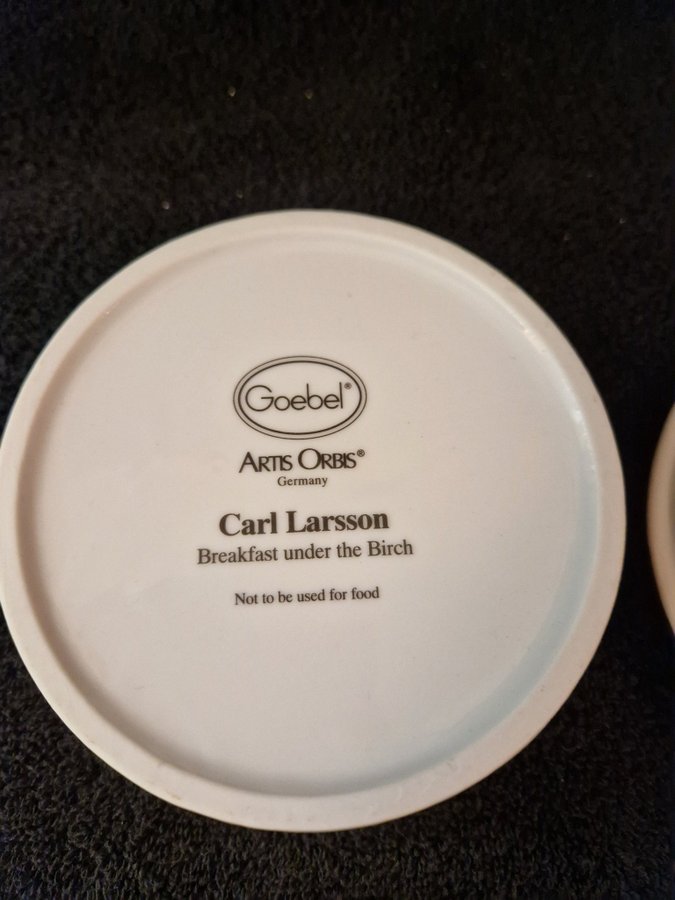 Goebel®
ARTIS ORBIS®
Germany
Carl Larsson
Breakfast under the Birch
Not to be used for food